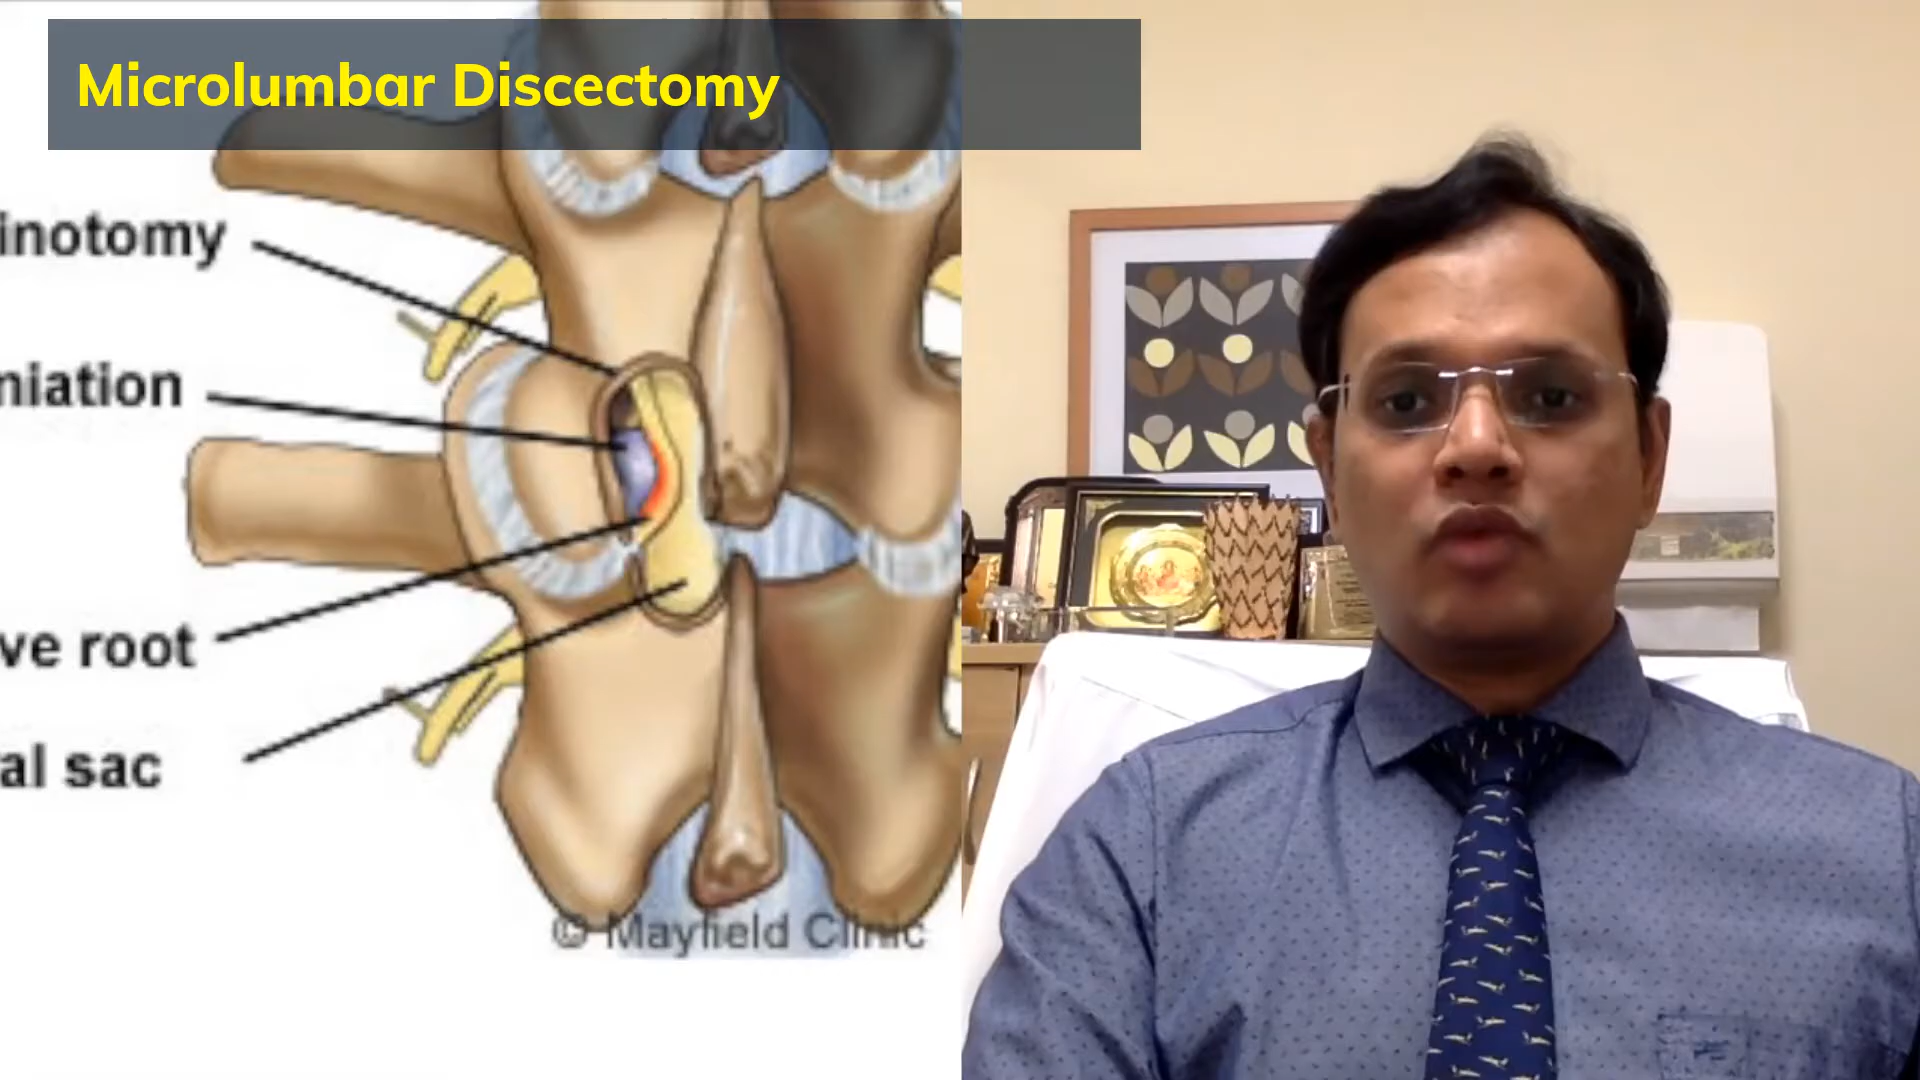 Microlumbar Discectomy
inotomy
niation
ve root
al sac
© Mayfield Clinic